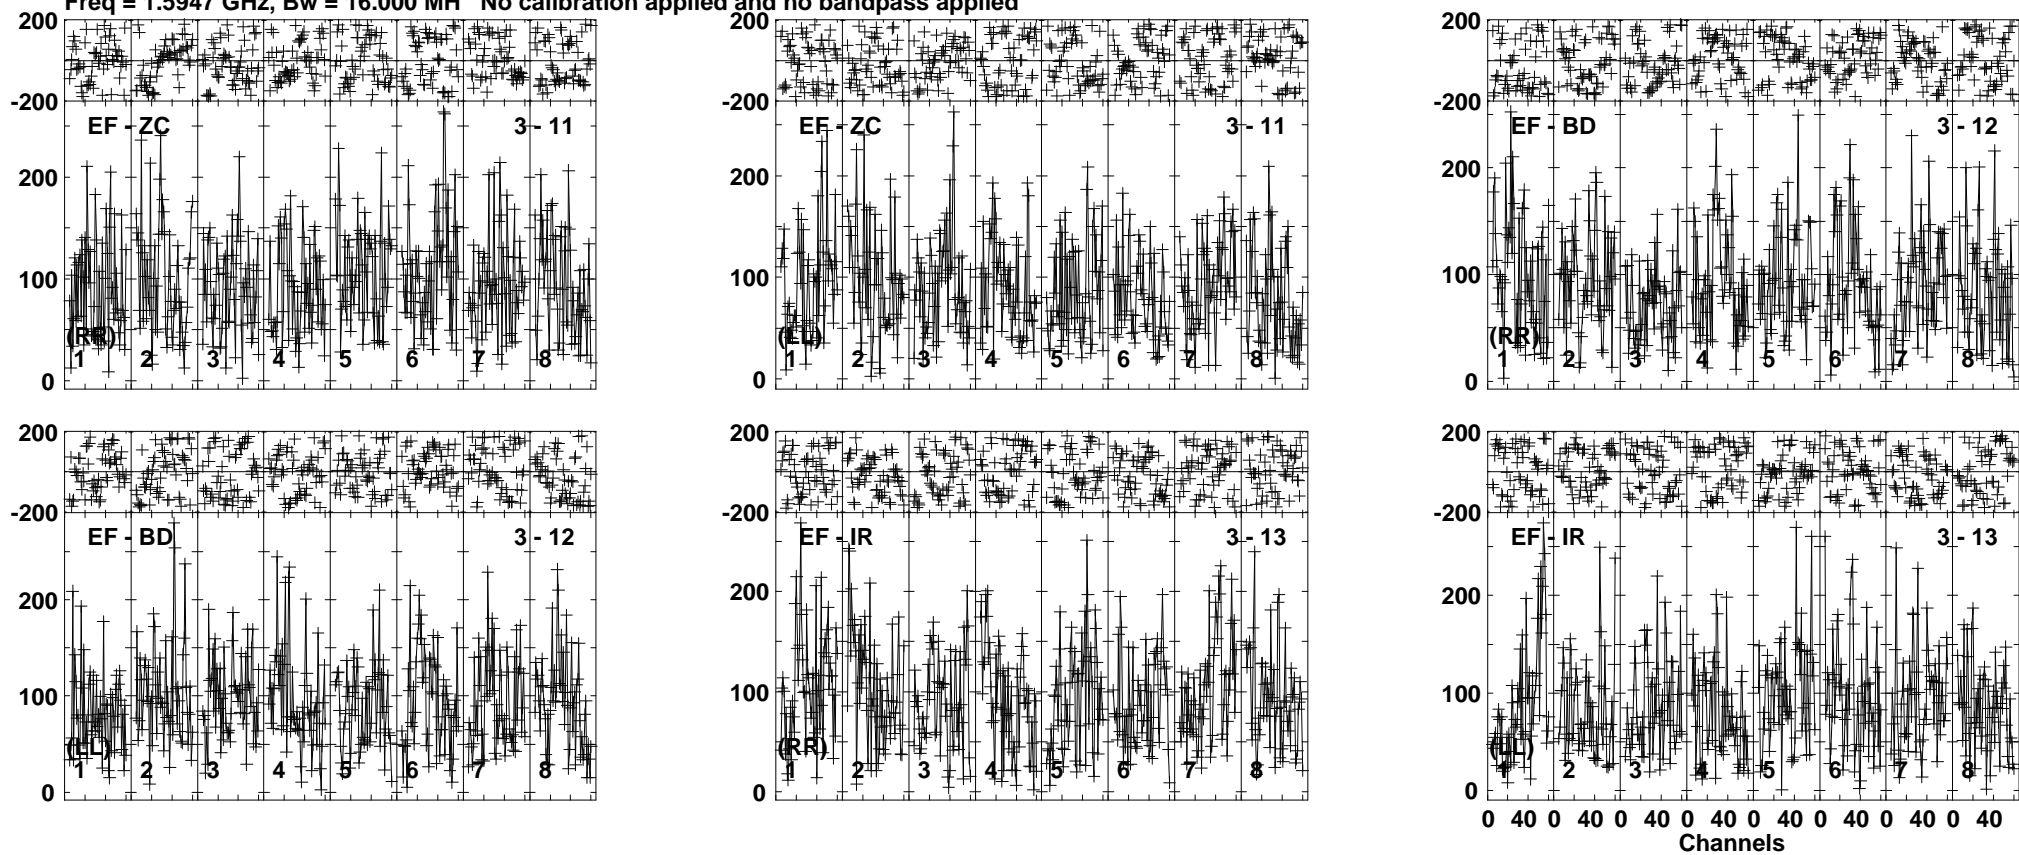 Freq = 1.5947 GHz, Bw = 16.000 MH No calibration applied and no bandpass applied
200 200 200
-200 -200 -200
EF - ZC 3 - 11 EF - ZC 3 - 11 EF - BD 3 - 12
200 200 200
100 100 100
(RR) (LL) (RR)
1 2 3 4 5 6 7 8 1 2 3 4 5 6 7 8 1 2 3 4 5 6 7 8
0 0 0
200 200 200
-200 -200 -200
EF - BD 3 - 12 EF - IR 3 - 13 EF - IR 3 - 13
200 200 200
100 100 100
(LL) (RR) (LL)
1 2 3 4 5 6 7 8 1 2 3 4 5 6 7 8 1 2 3 4 5 6 7 8
0 0 0
0 40 0 40 0 40 0 40 0 40 0 40 0 40 0 40
Channels